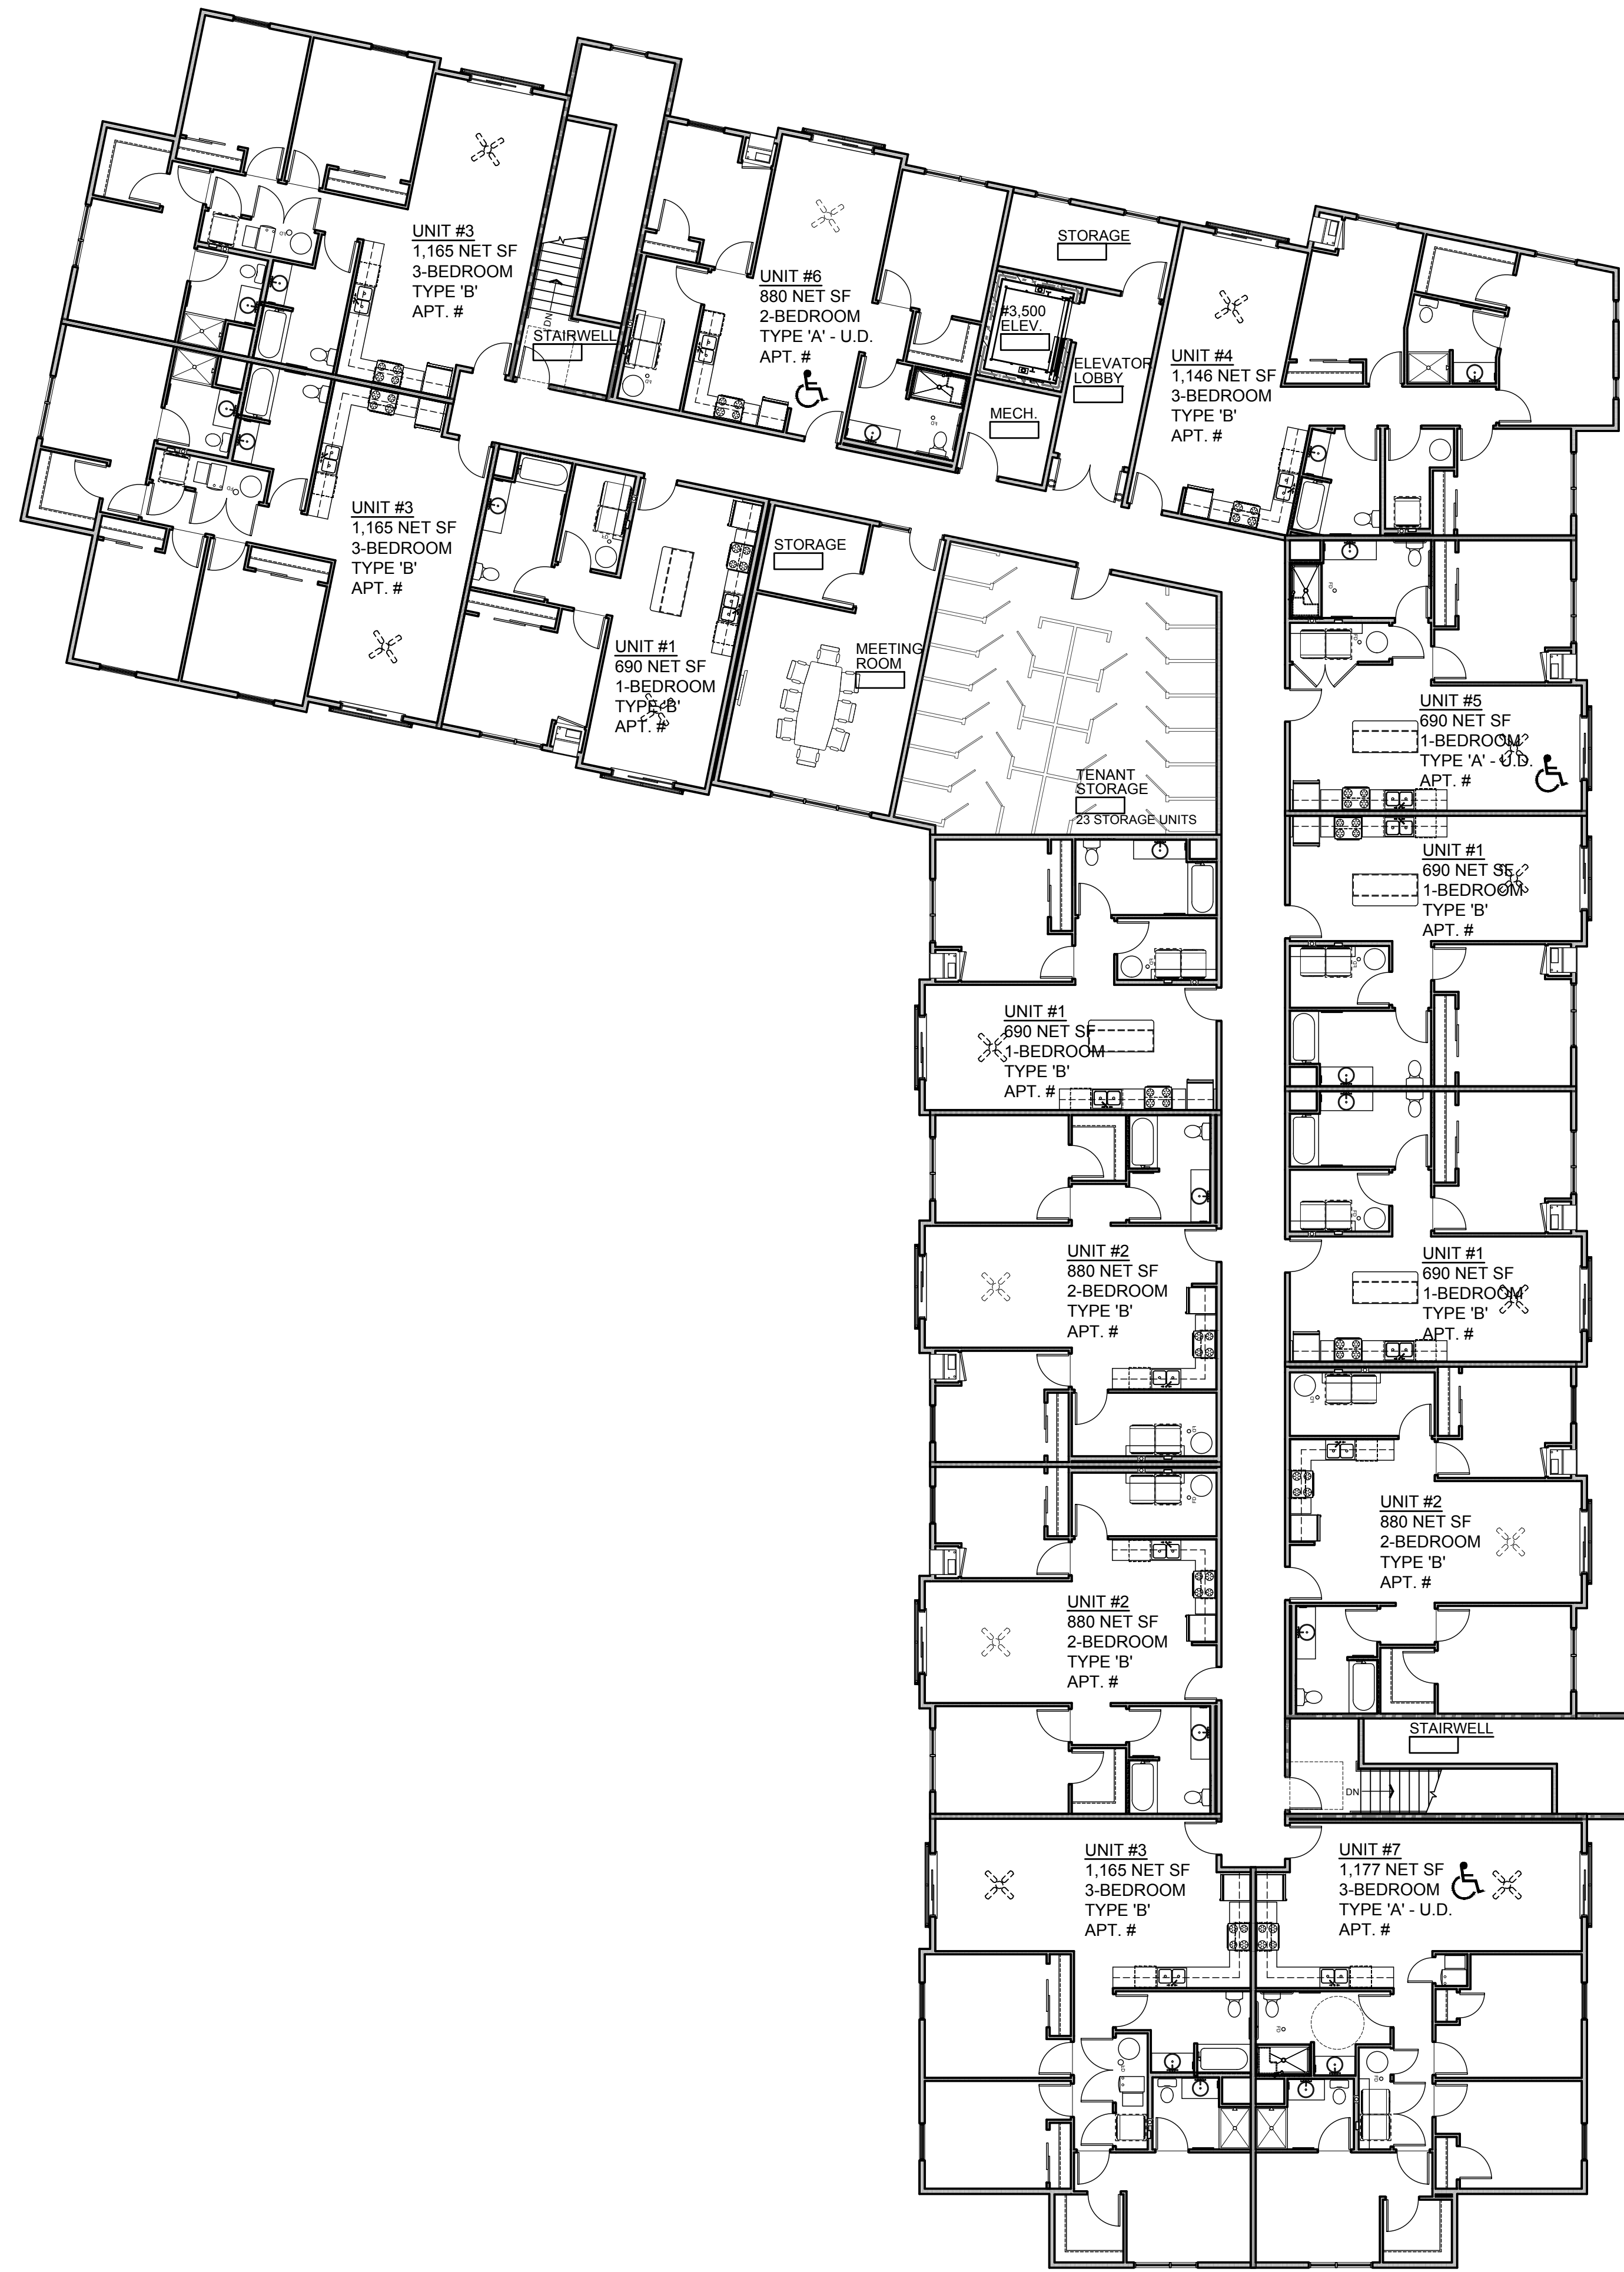 UNIT #3
1,165 NET SF
3-BEDROOM
TYPE 'B'
APT. #
STAIRWELL
DN
UNIT #6
880 NET SF
2-BEDROOM
TYPE 'A' - U.D.
APT. #
STORAGE
#3,500
ELEV.
ELEVATOR
LOBBY
MECH.
UNIT #4
1,146 NET SF
3-BEDROOM
TYPE 'B'
APT. #
UNIT #3
1,165 NET SF
3-BEDROOM
TYPE 'B'
APT. #
UNIT #1
690 NET SF
1-BEDROOM
TYPE 'B'
APT. #
STORAGE
MEETING
ROOM
TENANT
STORAGE
23 STORAGE UNITS
UNIT #5
690 NET SF
1-BEDROOM
TYPE 'A' - U.D.
APT. #
UNIT #1
690 NET SF
1-BEDROOM
TYPE 'B'
APT. #
UNIT #1
690 NET SF
1-BEDROOM
TYPE 'B'
APT. #
UNIT #2
880 NET SF
2-BEDROOM
TYPE 'B'
APT. #
UNIT #1
690 NET SF
1-BEDROOM
TYPE 'B'
APT. #
UNIT #2
880 NET SF
2-BEDROOM
TYPE 'B'
APT. #
UNIT #2
880 NET SF
2-BEDROOM
TYPE 'B'
APT. #
STAIRWELL
DN
UNIT #3
1,165 NET SF
3-BEDROOM
TYPE 'B'
APT. #
UNIT #7
1,177 NET SF
3-BEDROOM
TYPE 'A' - U.D.
APT. #